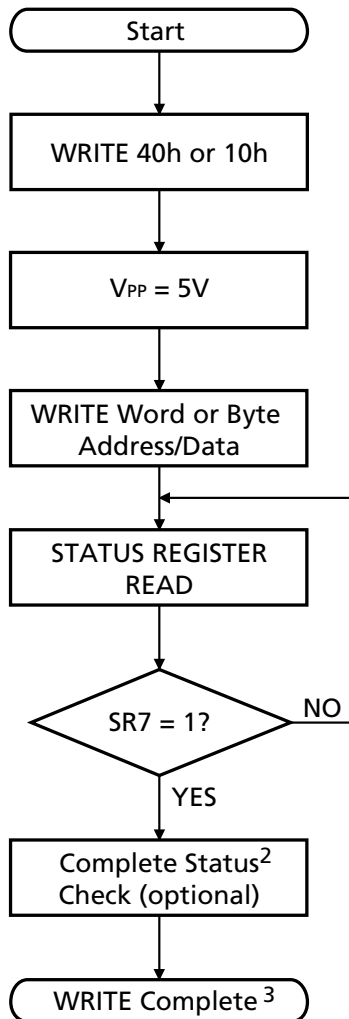 Start
WRITE 40h or 10h
VPP = 5V
WRITE Word or Byte
Address/Data
STATUS REGISTER
READ
SR7 = 1?
NO
YES
Complete Status2
Check (optional)
WRITE Complete 3